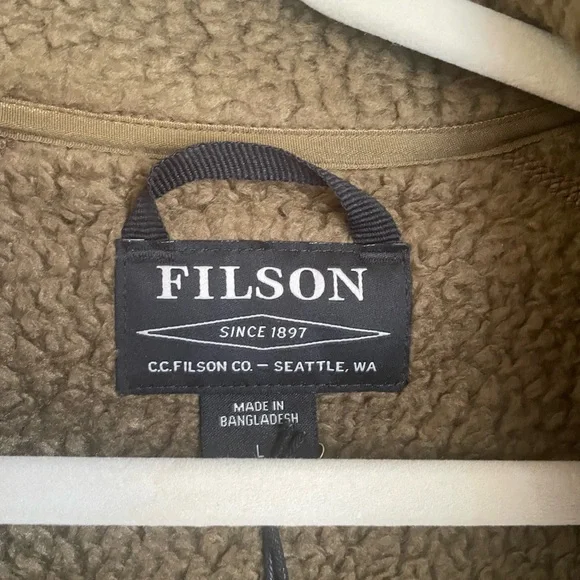 FILSON
SINCE 1897
C.C.FILSON CO. — SEATTLE, WA
MADE IN
BANGLADESH
L